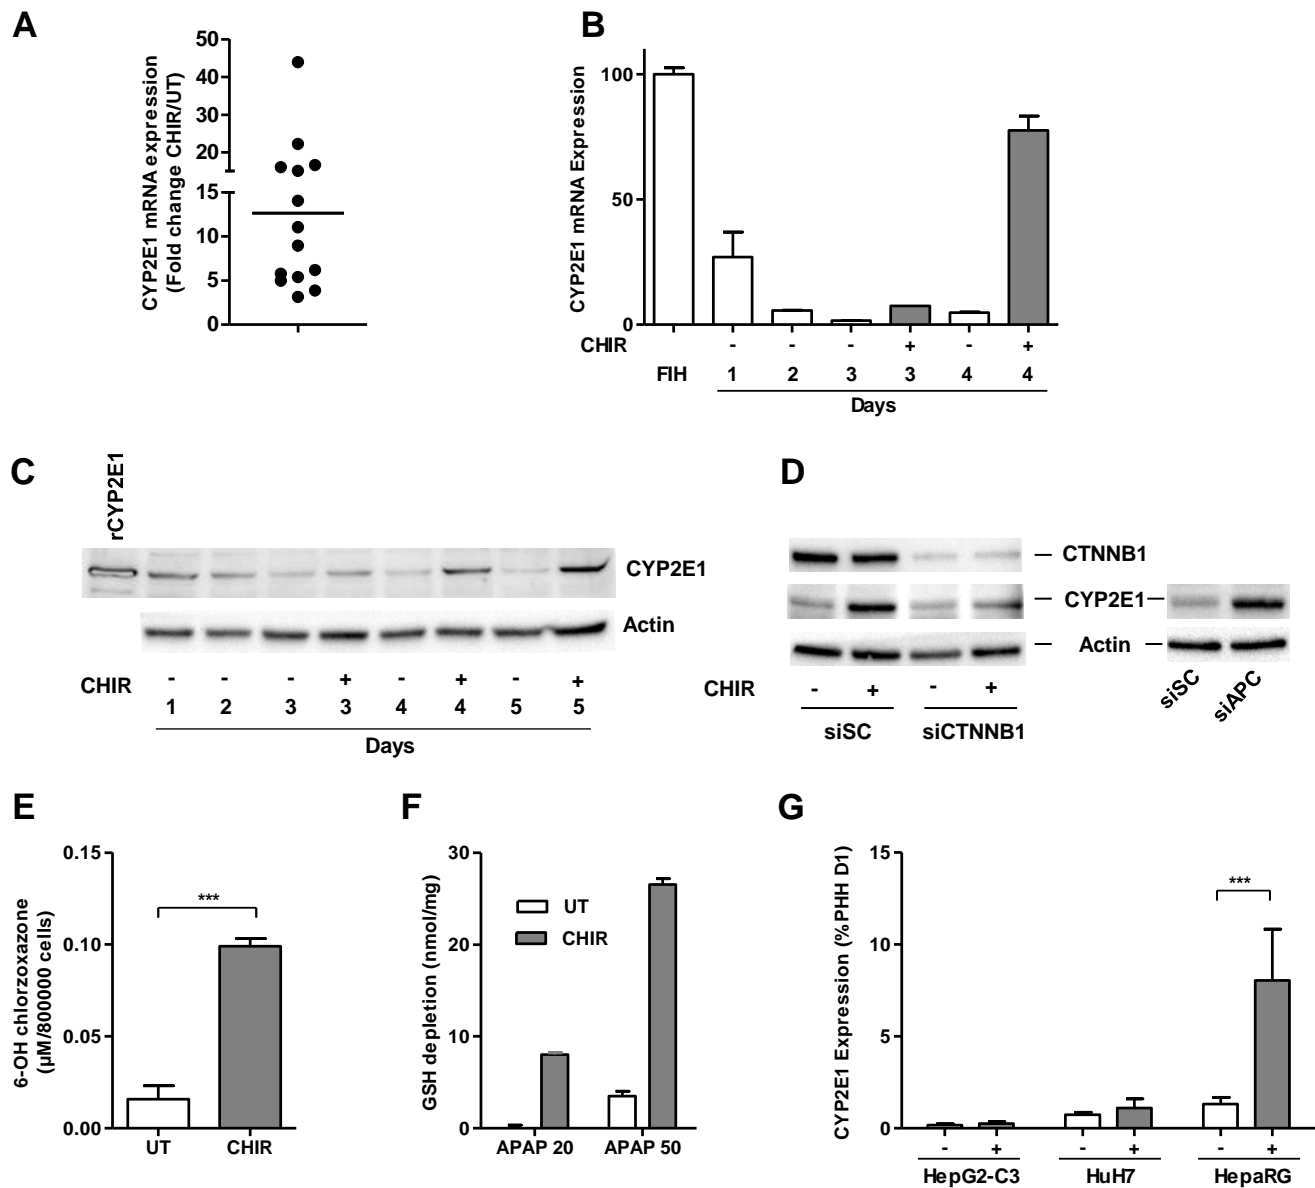 A
CYP2E1 mRNA expression
(Fold change CHIR/UT)
50
40
30
20
15
10
5
0
B
CYP2E1 mRNA Expression
100
50
0
CHIR - - - + - +
FIH 1 2 3 3 4 4
Days
C
rCYP2E1
CYP2E1
Actin
CHIR - - - + - + - +
1 2 3 3 4 4 5 5
Days
D
CTNNB1
CYP2E1
Actin
CHIR - + - +
siSC siCTNNB1
siSC siAPC
E
6-OH chlorzoxazone
(µM/800000 cells)
0.15
0.10
0.05
0.00
***
UT CHIR
F
GSH depletion (nmol/mg)
30
20
10
0
UT
CHIR
APAP 20 APAP 50
G
CYP2E1 Expression (%PHH D1)
15
10
5
0
***
- + - + - +
HepG2-C3 HuH7 HepaRG